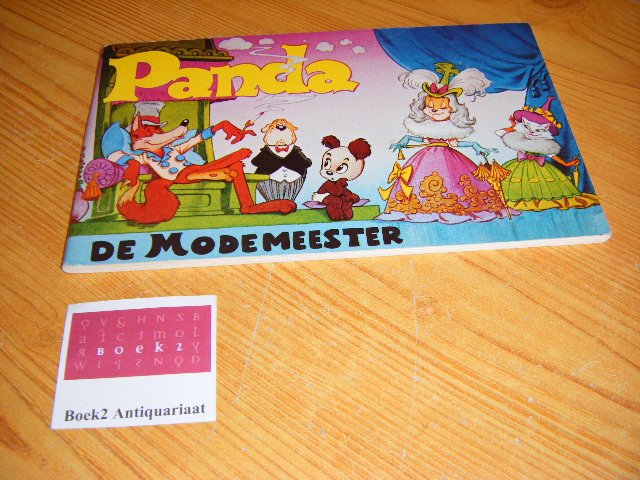 Panda
DE MODEMEESTER
BOEK2
Boek2 Antiquariaat